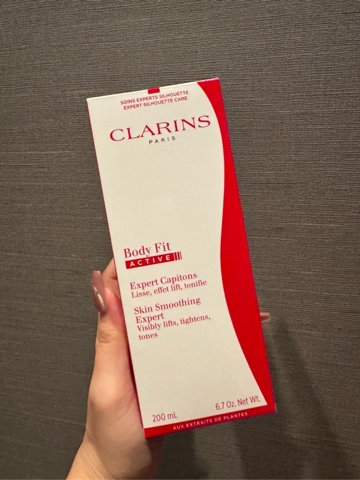 SOINS EXPERTS SILHOUETTE
EXPERT SILHOUETTE CARE
CLARINS
PARIS
Body Fit
ACTIVE
Expert Capitons
Lisse, effet lift, tonifie
Skin Smoothing
Expert
Visibly lifts, tightens,
tones
200 mL 6.7 Oz. Net Wt.
AUX EXTRAITS DE PLANTES